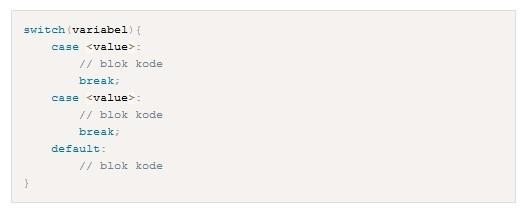 switch(variabel){
    case <value>:
        // blok kode
        break;
    case <value>:
        // blok kode
        break;
    default:
        // blok kode
}